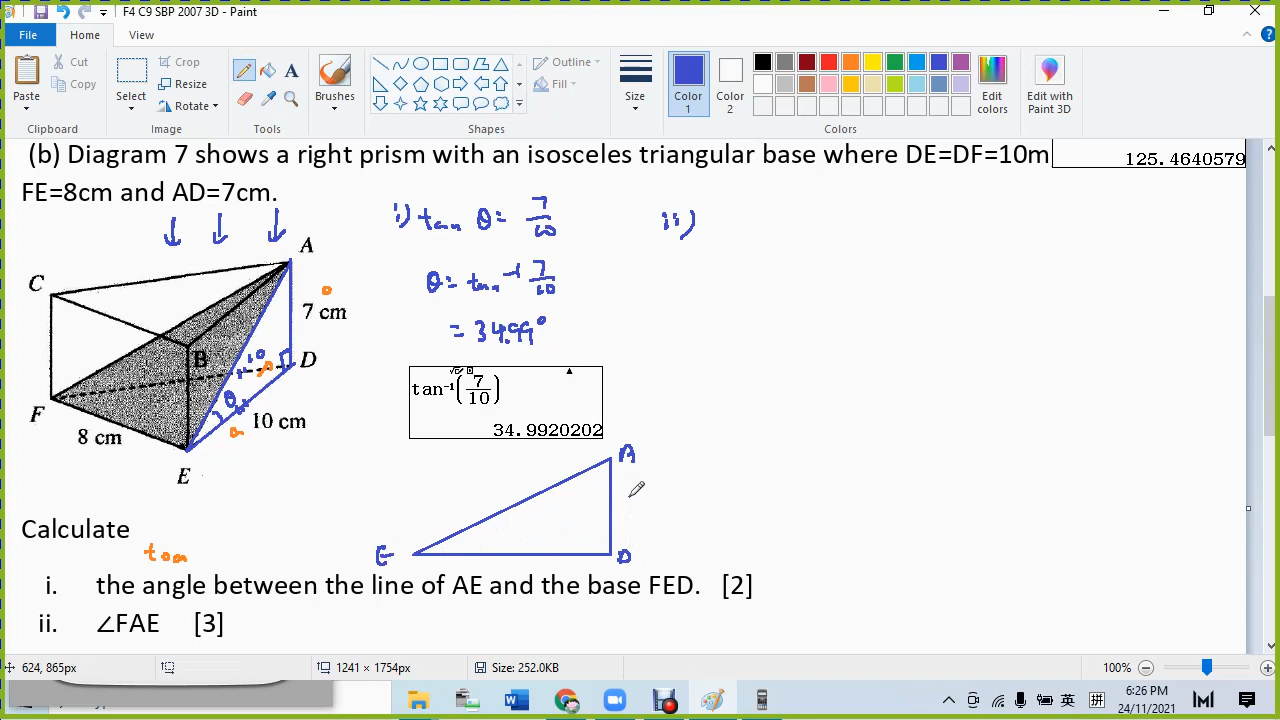 F4 C9 SBP 2007 3D - Paint
File Home View
Paste Cut Copy Clipboard
Select Crop Resize Rotate Image
A Tools
Brushes
Outline Fill Shapes
Size
Color 1 Color 2 Edit colors Colors
Edit with Paint 3D
(b) Diagram 7 shows a right prism with an isosceles triangular base where DE=DF=10m
125.4640579
FE=8cm and AD=7cm.
i) tan θ = 7/10
ii)
A
C
θ = tan⁻¹ 7/10
7 cm
o
= 34.99°
B
10
D
tan⁻¹(7/10)
34.9920202
F
θ
10 cm
a
8 cm
E
A
E
D
Calculate
toa
i. the angle between the line of AE and the base FED. [2]
ii. ∠FAE [3]
624, 865px
1241 × 1754px
Size: 252.0KB
100%
英
拼
6:26 PM
24/11/2021